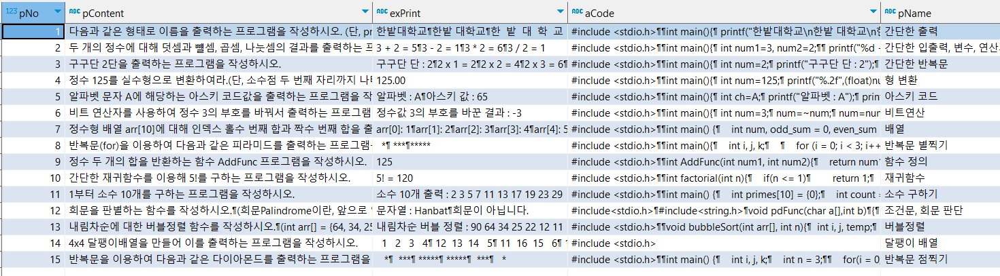 123 pNo ABC pContent ABC exPrint ABC aCode ABC pName
1 다음과 같은 형태로 이름을 출력하는 프로그램을 작성하시오. (단, pr 한밭대학교¶한밭 대학교¶한 밭 대 학 교 #include <stdio.h>¶¶int main(){¶ printf("한밭대학교\n한밭 대학교\n한 간단한 출력
2 두 개의 정수에 대해 덧셈과 뺄셈, 곱셈, 나눗셈의 결과를 출력하는 프 3 + 2 = 5¶3 - 2 = 1¶3 * 2 = 6¶3 / 2 = 1 #include <stdio.h>¶¶int main(){¶ int num1=3, num2=2;¶¶ printf("%d 간단한 입출력, 변수, 연산
3 구구단 2단을 출력하는 프로그램을 작성하시오. 구구단 단 : 2¶2 x 1 = 2¶2 x 2 = 4¶2 x 3 = 6¶ #include <stdio.h>¶¶int main(){¶ int num=2;¶ printf("구구단 단 : 2");¶ 간단한 반복문
4 정수 125를 실수형으로 변환하여라.(단, 소수점 두 번째 자리까지 나 125.00 #include <stdio.h>¶¶int main(){¶ int num=125;¶ printf("%.2f",(float)nu 형 변환
5 알파벳 문자 A에 해당하는 아스키 코드값을 출력하는 프로그램을 작 알파벳 : A¶아스키 값 : 65 #include <stdio.h>¶¶int main(){¶ int ch=A;¶ printf("알파벳 : A");¶ print 아스키 코드
6 비트 연산자를 사용하여 정수 3의 부호를 바꿔서 출력하는 프로그램 정수값 3의 부호를 바꾼 결과 : -3 #include <stdio.h>¶¶int main(){¶ int num=3;¶ num=~num;¶ num=num 비트연산
7 정수형 배열 arr[10]에 대해 인덱스 홀수 번째 합과 짝수 번째 합을 출 arr[0]: 1¶arr[1]: 2¶arr[2]: 3¶arr[3]: 4¶arr[4]: 5 #include <stdio.h>¶¶int main() {¶ int num, odd_sum = 0, even_sum 배열
8 반복문(for)을 이용하여 다음과 같은 피라미드를 출력하는 프로그램 *¶ ***¶***** #include <stdio.h>¶¶int main(){¶ int i, j, k;¶ ¶ for (i = 0; i < 3; i++ 반복문 별찍기
9 정수 두 개의 합을 반환하는 함수 AddFunc 프로그램을 작성하시오. 125 #include <stdio.h>¶¶int AddFunc(int num1, int num2){¶ return num1 함수 정의
10 간단한 재귀함수를 이용해 5!를 구하는 프로그램을 작성하시오. 5! = 120 #include <stdio.h>¶¶int factorial(int n){¶ if(n <= 1)¶ return 1;¶ 재귀함수
11 1부터 소수 10개를 구하는 프로그램을 작성하시오. 소수 10개 출력 : 2 3 5 7 11 13 17 19 23 29 #include <stdio.h>¶¶int main() {¶ int primes[10] = {0};¶ int count = 소수 구하기
12 희문을 판별하는 함수를 작성하시오.¶(희문Palindrome이란, 앞으로 문자열 : Hanbat¶희문이 아닙니다. #include<stdio.h>¶#include<string.h>¶void pdFunc(char a[],int b)¶{¶ 조건문, 회문 판단
13 내림차순에 대한 버블정렬 함수를 작성하시오.¶(int arr[] = {64, 34, 25 내림차순 버블 정렬 : 90 64 34 25 22 12 11 #include <stdio.h>¶¶void bubbleSort(int arr[], int n){¶ int i, j, temp;¶ 버블정렬
14 4x4 달팽이배열을 만들어 이를 출력하는 프로그램을 작성하시오. 1 2 3 4¶ 12 13 14 5¶ 11 16 15 6¶ #include <stdio.h> 달팽이 배열
15 반복문을 이용하여 다음과 같은 다이아몬드를 출력하는 프로그램을 *¶ ***¶ *****¶ *****¶ ***¶ * #include <stdio.h>¶¶int main() {¶ int i, j, k;¶ int n = 3;¶¶ for(i = 0; 반복문 점찍기